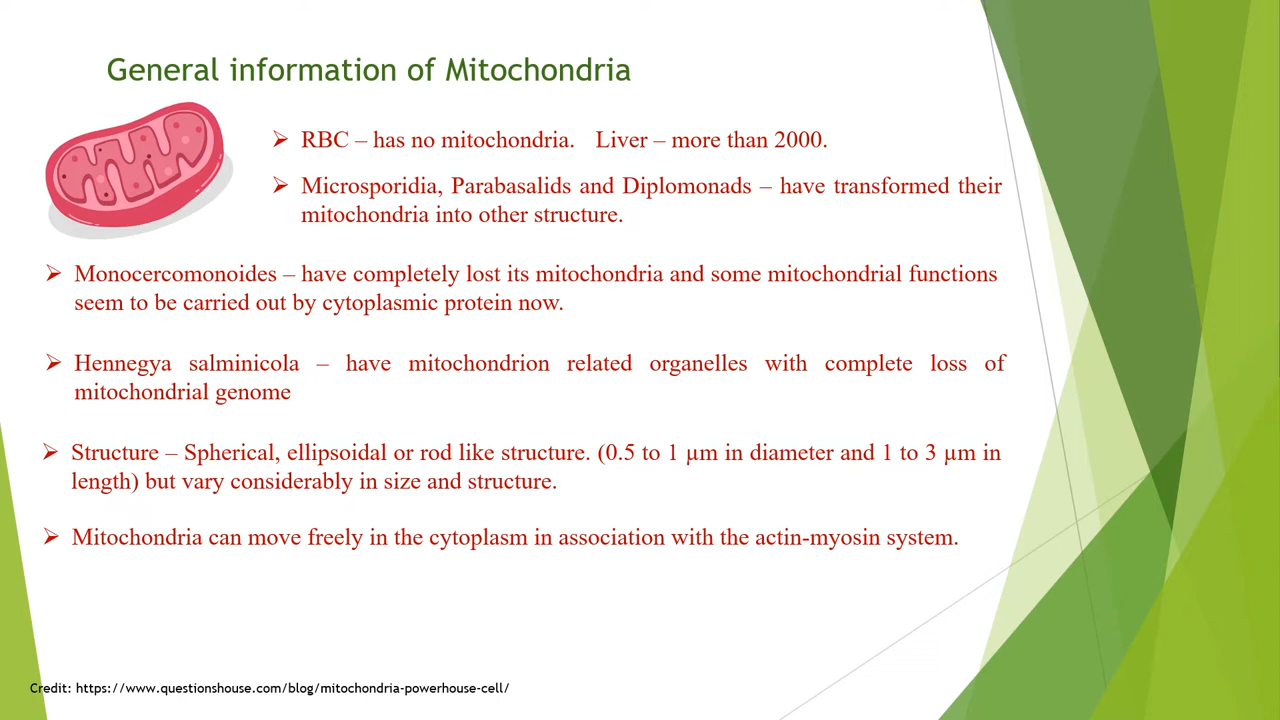 General information of Mitochondria
➢ RBC – has no mitochondria. Liver – more than 2000.
➢ Microsporidia, Parabasalids and Diplomonads – have transformed their
mitochondria into other structure.
➢ Monocercomonoides – have completely lost its mitochondria and some mitochondrial functions
seem to be carried out by cytoplasmic protein now.
➢ Hennegya salminicola – have mitochondrion related organelles with complete loss of
mitochondrial genome
➢ Structure – Spherical, ellipsoidal or rod like structure. (0.5 to 1 µm in diameter and 1 to 3 µm in
length) but vary considerably in size and structure.
➢ Mitochondria can move freely in the cytoplasm in association with the actin-myosin system.
Credit: https://www.questionshouse.com/blog/mitochondria-powerhouse-cell/